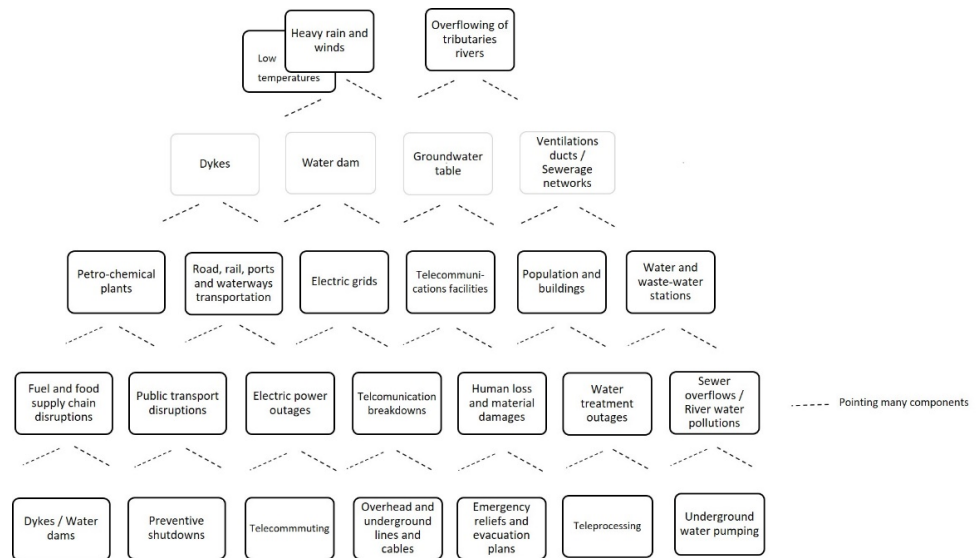 Heavy rain and
winds
Low
temperatures
Overflowing of
tributaries
rivers
Dykes
Water dam
Groundwater
table
Ventilations
ducts /
Sewerage
networks
Petro-chemical
plants
Road, rail, ports
and waterways
transportation
Electric grids
Telecommuni-
cations facilities
Population and
buildings
Water and
waste-water
stations
Fuel and food
supply chain
disruptions
Public transport
disruptions
Electric power
outages
Telcomunication
breakdowns
Human loss
and material
damages
Water
treatment
outages
Sewer
overflows /
River water
pollutions
Pointing many components
Dykes / Water
dams
Preventive
shutdowns
Telecommmuting
Overhead and
underground
lines and
cables
Emergency
reliefs and
evacuation
plans
Teleprocessing
Underground
water pumping